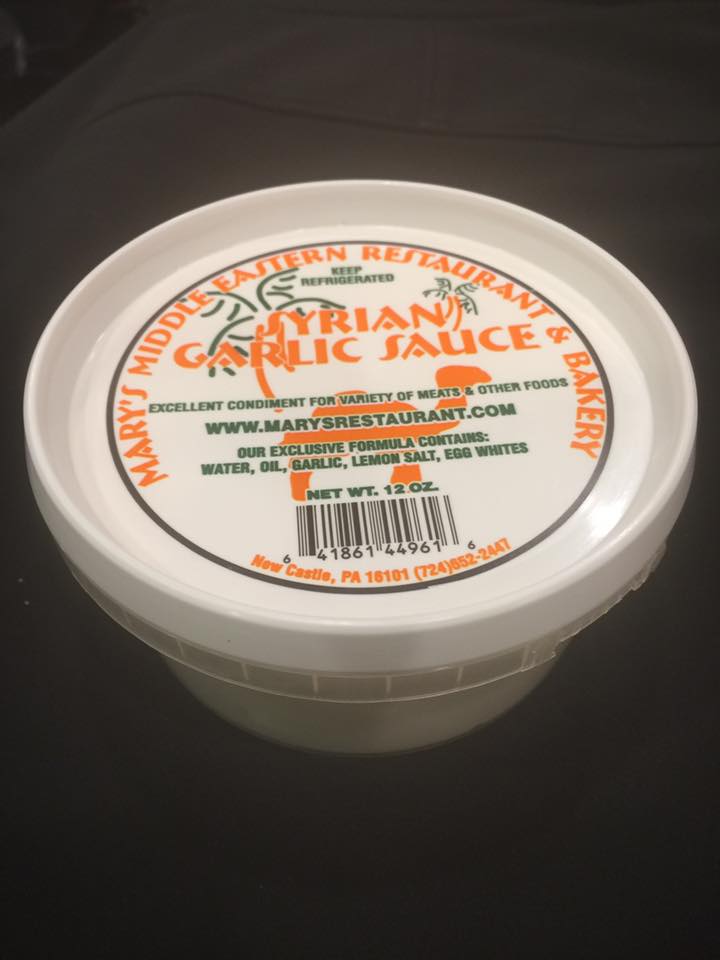 MARY'S MIDDLE EASTERN RESTAURANT & BAKERY
KEEP
REFRIGERATED
SYRIAN
GARLIC SAUCE
EXCELLENT CONDIMENT FOR VARIETY OF MEATS & OTHER FOODS
WWW.MARYSRESTAURANT.COM
OUR EXCLUSIVE FORMULA CONTAINS:
WATER, OIL, GARLIC, LEMON SALT, EGG WHITES
NET WT. 12 OZ.
6 41861 44961 6
New Castle, PA 16101 (724)652-2447